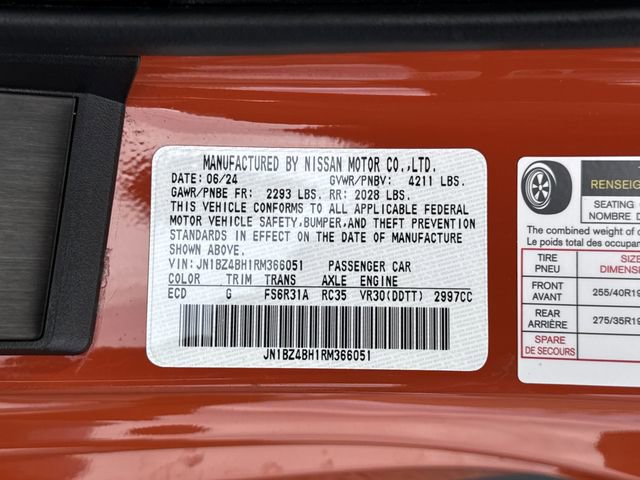 MANUFACTURED BY NISSAN MOTOR CO.,LTD.
DATE: 06/24 GVWR/PNBV: 4211 LBS.
GAWR/PNBE FR: 2293 LBS. RR: 2028 LBS.
THIS VEHICLE CONFORMS TO ALL APPLICABLE FEDERAL
MOTOR VEHICLE SAFETY, BUMPER, AND THEFT PREVENTION
STANDARDS IN EFFECT ON THE DATE OF MANUFACTURE
SHOWN ABOVE.
VIN: JN1BZ4BH1RM366051 PASSENGER CAR
COLOR TRIM TRANS AXLE ENGINE
ECD G FS6R31A RC35 VR30(DDTT) 2997CC
JN1BZ4BH1RM366051
RENSEIGN
SEATING
NOMBRE D
The combined weight of
Le poids total des occupa
TIRE SIZE
PNEU DIMENS
FRONT
AVANT 255/40R19
REAR
ARRIÈRE 275/35R19
SPARE
DE SECOURS